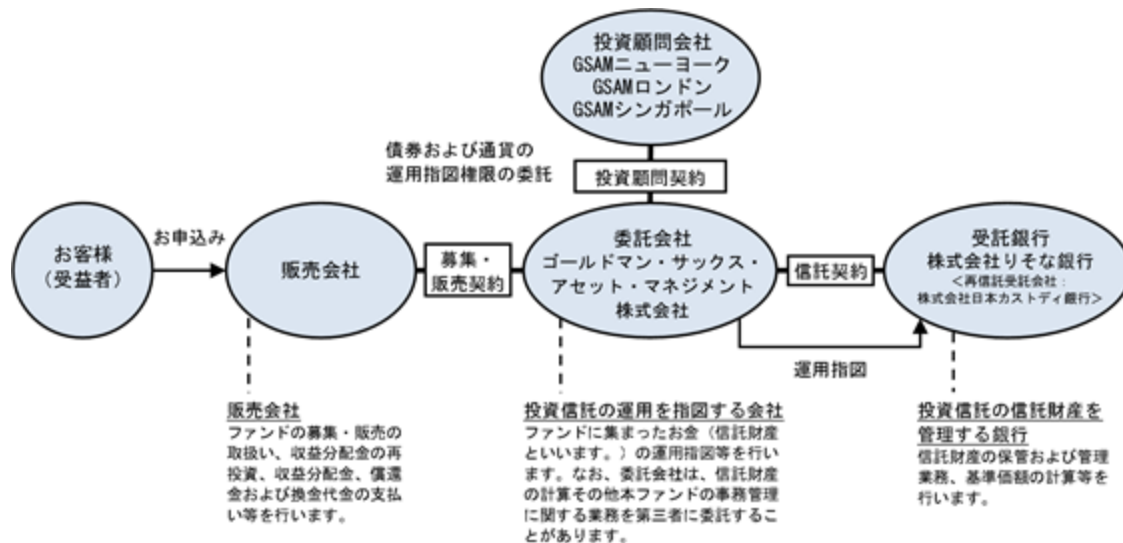 投資顧問会社
GSAMニューヨーク
GSAMロンドン
GSAMシンガポール
債券および通貨の
運用指図権限の委託
投資顧問契約
お客様
（受益者）
お申込み
販売会社
募集・
販売契約
委託会社
ゴールドマン・サックス・
アセット・マネジメント
株式会社
信託契約
受託銀行
株式会社りそな銀行
＜再信託受託会社：
株式会社日本カストディ銀行＞
運用指図
販売会社
ファンドの募集・販売の
取扱い、収益分配金の再
投資、収益分配金、償還
金および換金代金の支払
い等を行います。
投資信託の運用を指図する会社
ファンドに集まったお金（信託財産
といいます。）の運用指図等を行い
ます。なお、委託会社は、信託財産
の計算その他本ファンドの事務管理
に関する業務を第三者に委託するこ
とがあります。
投資信託の信託財産を
管理する銀行
信託財産の保管および管理
業務、基準価額の計算等を
行います。